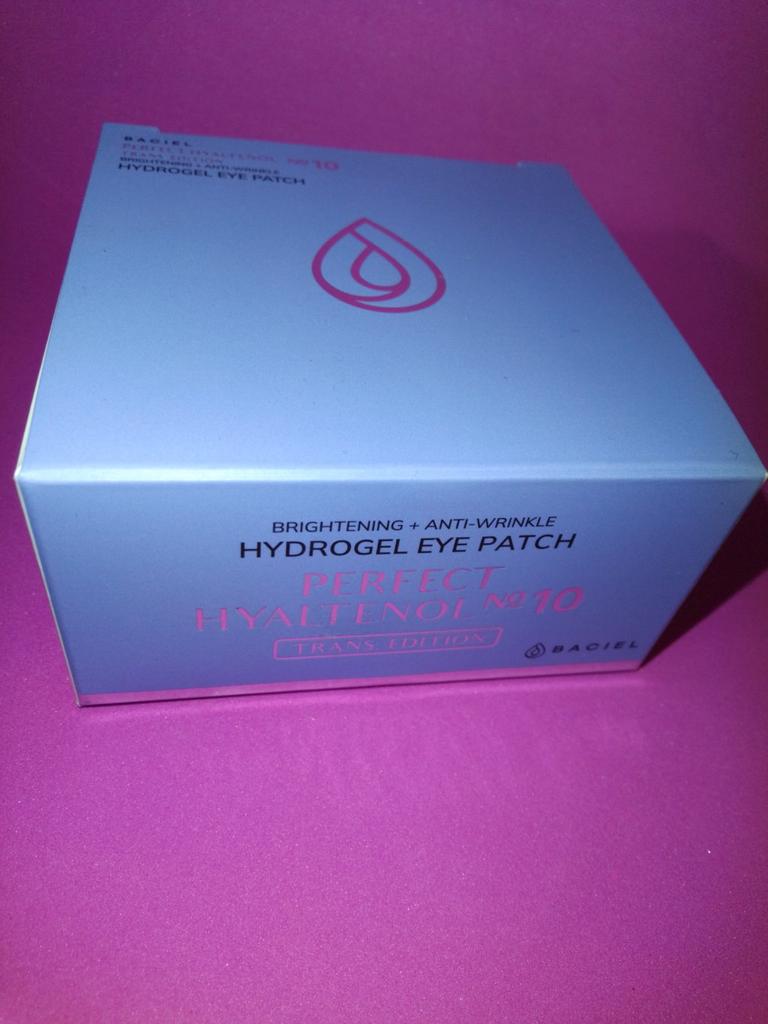 BACIEL
PERFECT HYALTENOL №10
TRANS. EDITION
BRIGHTENING + ANTI-WRINKLE
HYDROGEL EYE PATCH
BRIGHTENING + ANTI-WRINKLE
HYDROGEL EYE PATCH
PERFECT
HYALTENOL №10
TRANS. EDITION
BACIEL